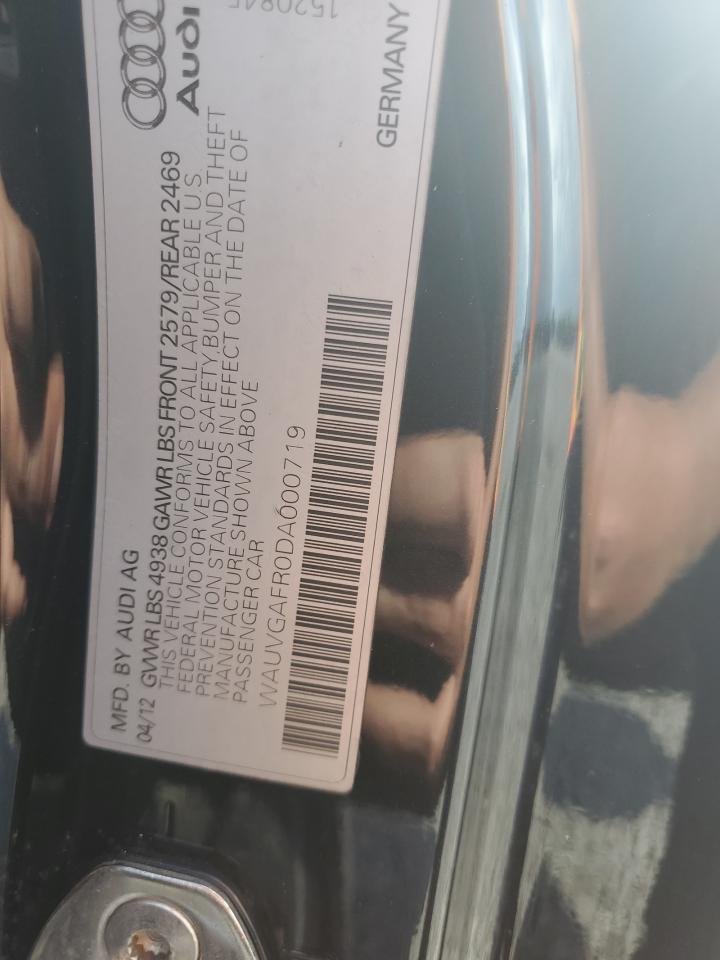 MFD. BY AUDI AG
04/12 GVWR LBS 4938 GAWR LBS FRONT 2579/REAR 2469
THIS VEHICLE CONFORMS TO ALL APPLICABLE U.S
FEDERAL MOTOR VEHICLE SAFETY,BUMPER AND THEFT
PREVENTION STANDARDS IN EFFECT ON THE DATE OF
MANUFACTURE SHOWN ABOVE
PASSENGER CAR
WAUVGAFR0DA000719
Audi
GERMANY